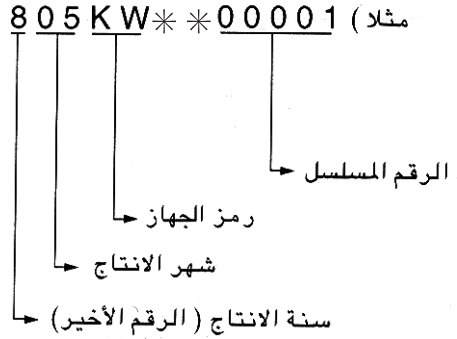 مثلا ) 805KW**00001
الرقم المسلسل
رمز الجهاز
شهر الانتاج
سنة الانتاج ( الرقم الأخير)